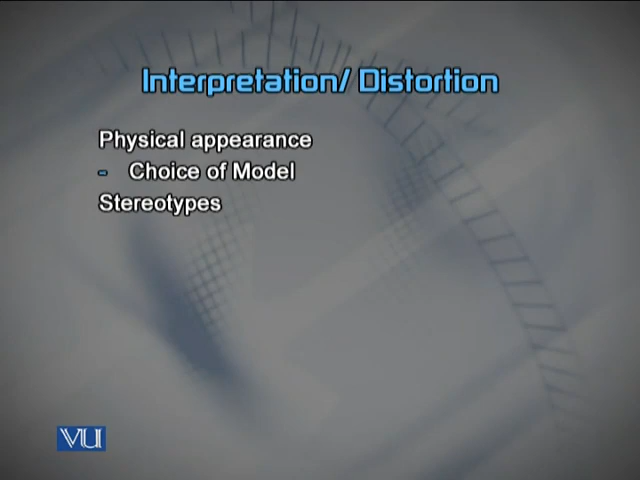 Interpretation/ Distortion
Physical appearance
- Choice of Model
Stereotypes
VU